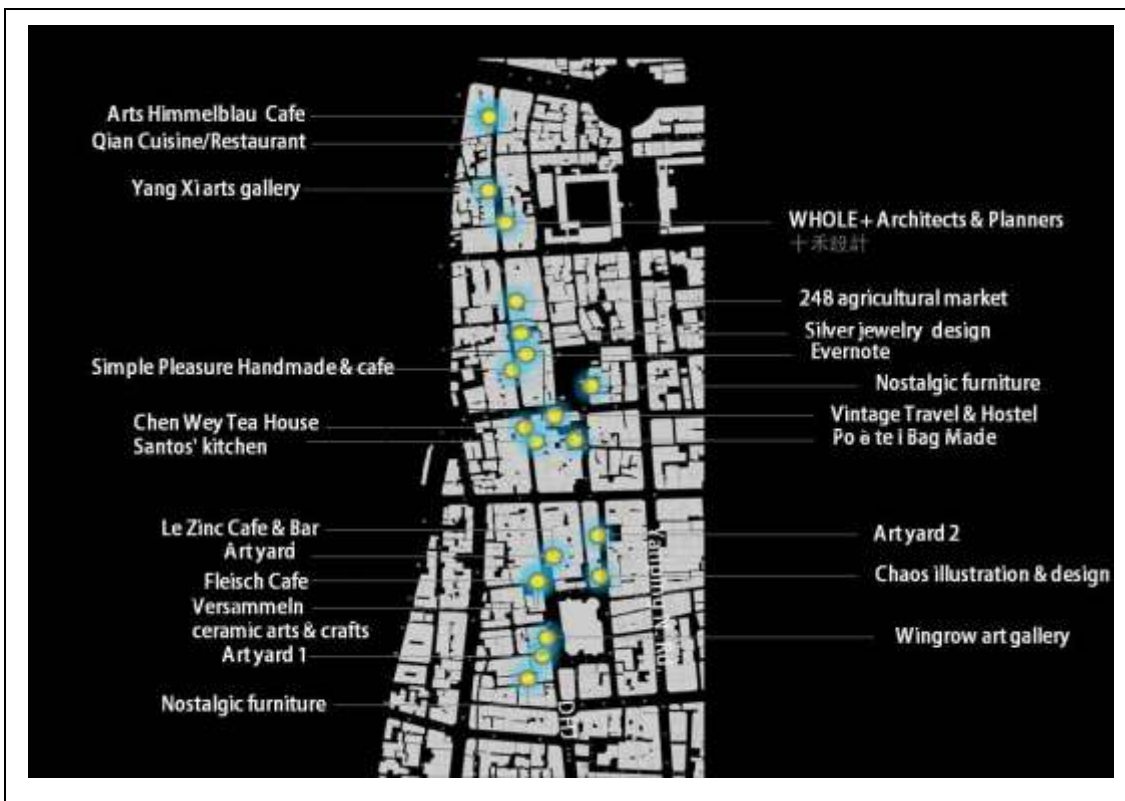 Arts Himmelblau Cafe
Qian Cuisine/Restaurant
Yang Xì arts gallery
WHOLE+ Architects & Planners
十禾設計
248 agricultural market
Silver jewelry design
Evernote
Simple Pleasure Handmade & cafe
Nostalgic furniture
Chen Wey Tea House
Santos' kitchen
Vintage Travel & Hostel
Po è te l Bag Made
Le Zinc Cafe & Bar
Art yard
Fleisch Cafe
Versammeln
ceramic arts & crafts
Art yard 1
Nostalgic furniture
Art yard 2
Chaos illustration & design
Wingrow art gallery
N. Rd.